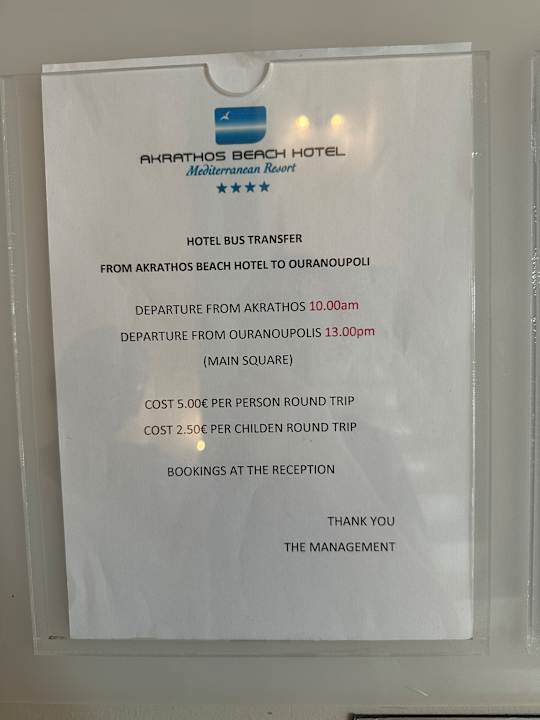 AKRATHOS BEACH HOTEL
Mediterranean Resort
HOTEL BUS TRANSFER
FROM AKRATHOS BEACH HOTEL TO OURANOUPOLI
DEPARTURE FROM AKRATHOS 10.00am
DEPARTURE FROM OURANOUPOLIS 13.00pm
(MAIN SQUARE)
COST 5.00€ PER PERSON ROUND TRIP
COST 2.50€ PER CHILDEN ROUND TRIP
BOOKINGS AT THE RECEPTION
THANK YOU
THE MANAGEMENT